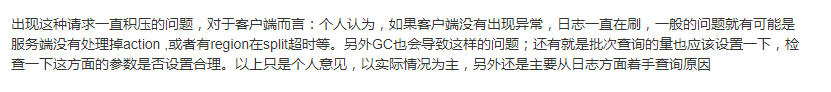 出现这种请求一直积压的问题，对于客户端而言：个人认为，如果客户端没有出现异常，日志一直在刷，一般的问题就有可能是
服务端没有处理掉action ,或者有region在split超时等。另外GC也会导致这样的问题；还有就是批次查询的量也应该设置一下，检
查一下这方面的参数是否设置合理。以上只是个人意见，以实际情况为主，另外还是主要从日志方面着手查询原因